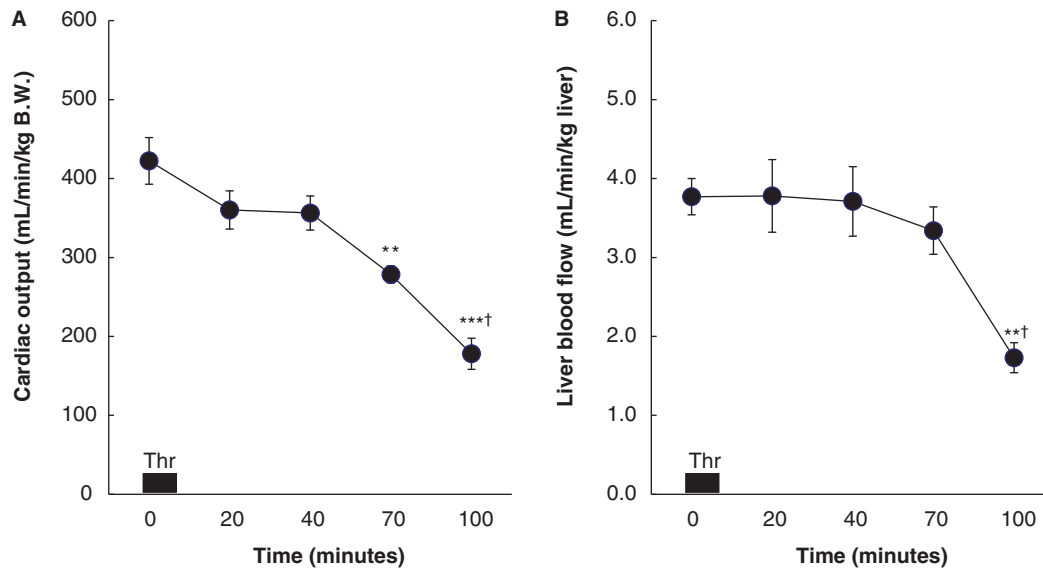 A
Cardiac output (mL/min/kg B.W.)
600
500
400
300
200
100
0
**
***†
Thr
0 20 40 70 100
Time (minutes)
B
Liver blood flow (mL/min/kg liver)
6.0
5.0
4.0
3.0
2.0
1.0
0.0
**†
Thr
0 20 40 70 100
Time (minutes)